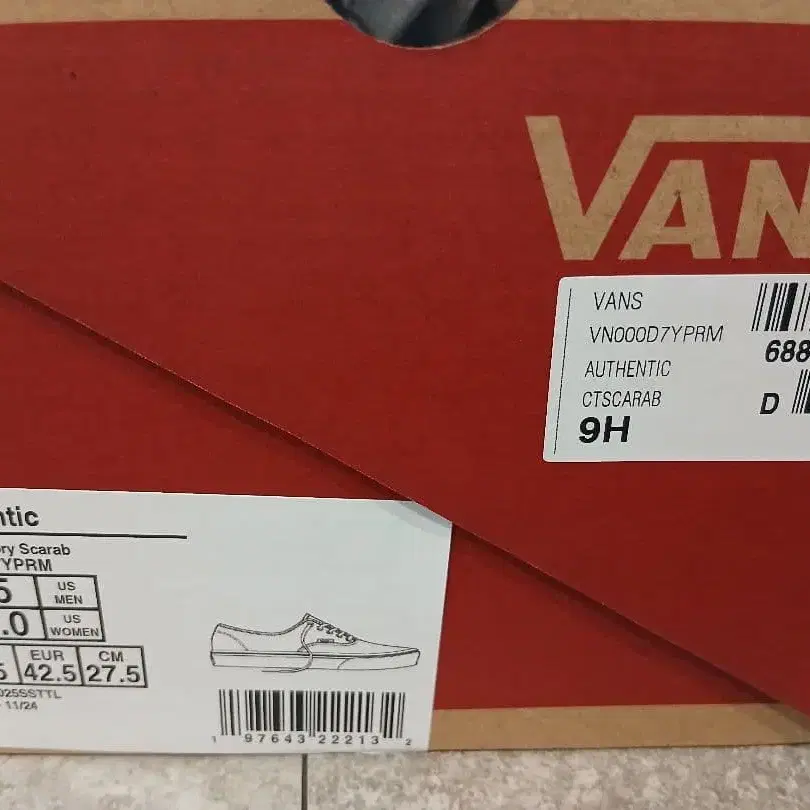 VAN
VANS
VN000D7YPRM
AUTHENTIC
CTSCARAB
9H
688
D
ntic
ory Scarab
YPRM
5 US MEN
.0 US WOMEN
EUR CM
5 42.5 27.5
025SSTTL
11/24
1 97643 22213 2